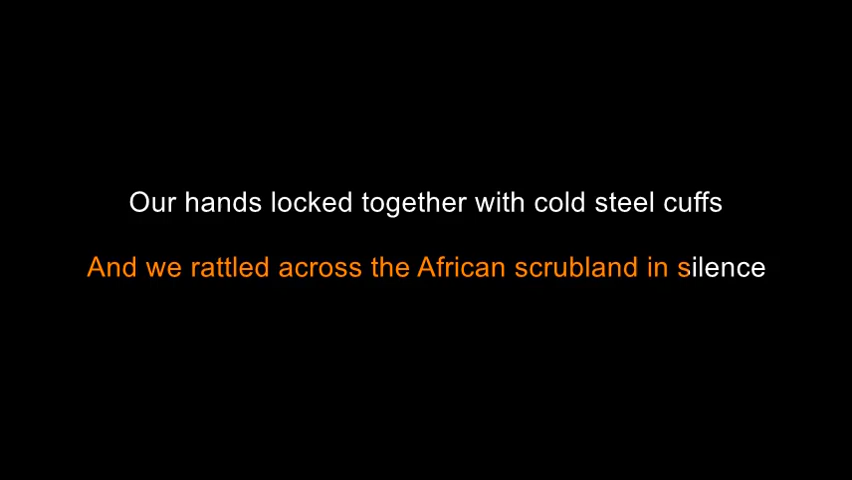 Our hands locked together with cold steel cuffs
And we rattled across the African scrubland in silence